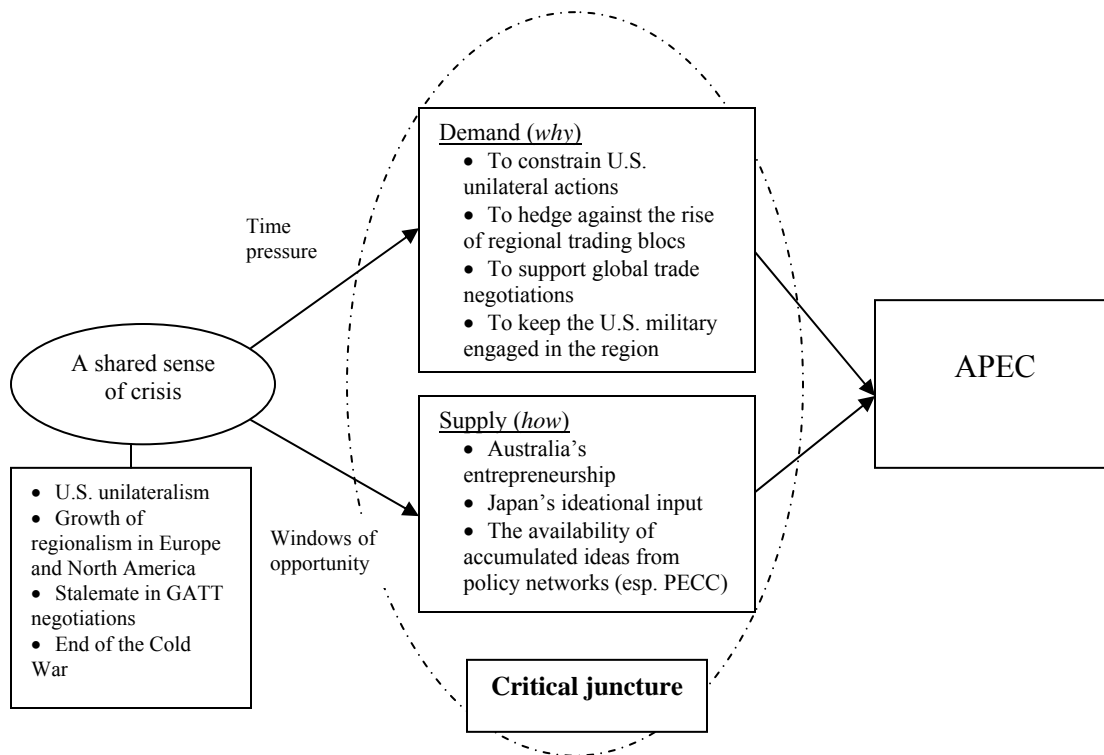 A shared sense
of crisis
• U.S. unilateralism
• Growth of
regionalism in Europe
and North America
• Stalemate in GATT
negotiations
• End of the Cold
War
Time
pressure
Windows of
opportunity
Demand (why)
• To constrain U.S.
unilateral actions
• To hedge against the rise
of regional trading blocs
• To support global trade
negotiations
• To keep the U.S. military
engaged in the region
Supply (how)
• Australia’s
entrepreneurship
• Japan’s ideational input
• The availability of
accumulated ideas from
policy networks (esp. PECC)
Critical juncture
APEC